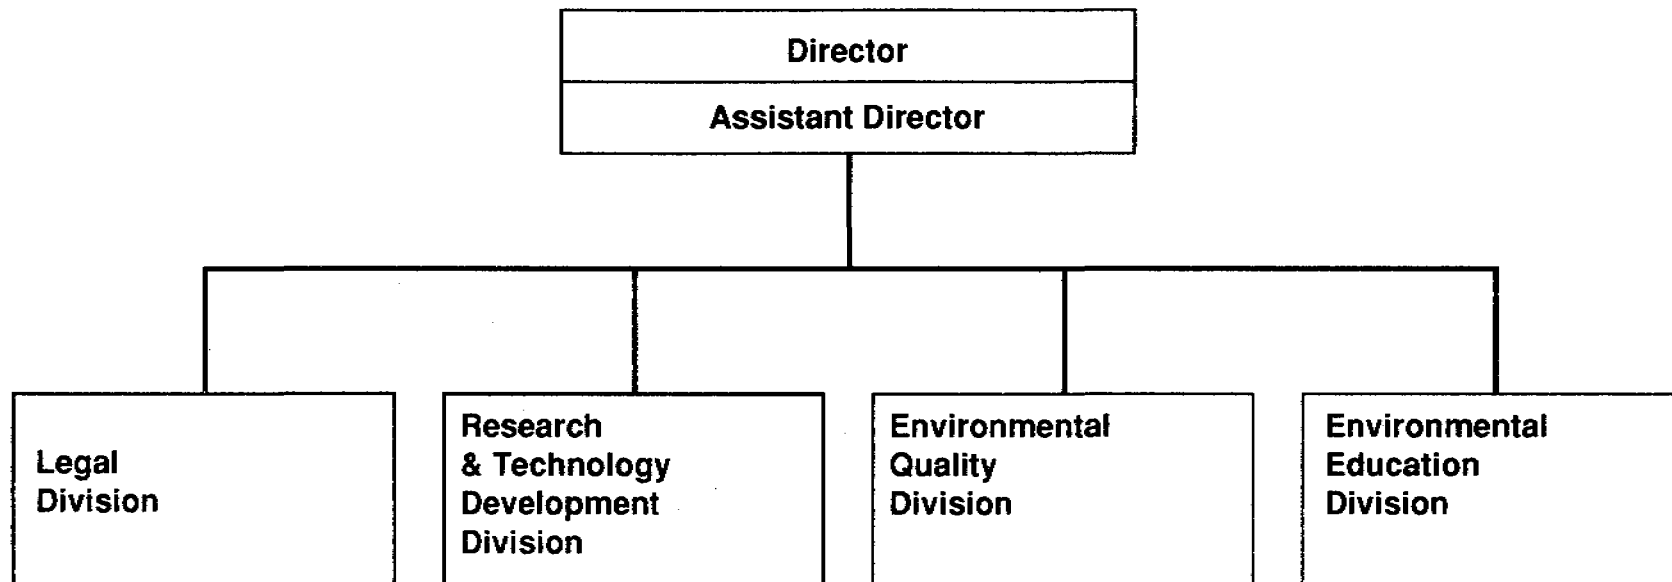 Director
Assistant Director
Legal
Division
Research
& Technology
Development
Division
Environmental
Quality
Division
Environmental
Education
Division